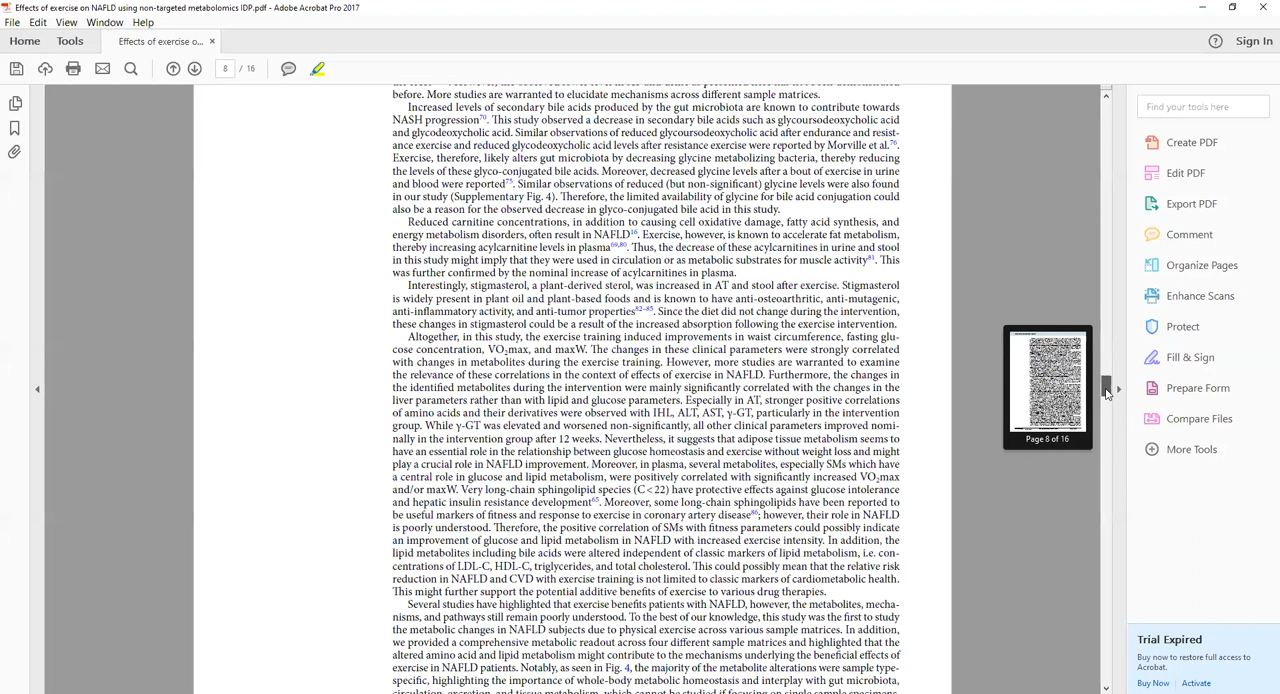 Effects of exercise on NAFLD using non-targeted metabolomics IDP.pdf - Adobe Acrobat Pro 2017
File Edit View Window Help
Home Tools Effects of exercise o... × Sign In
8 / 16
before. More studies are warranted to elucidate mechanisms across different sample matrices.
Increased levels of secondary bile acids produced by the gut microbiota are known to contribute towards
NASH progression70. This study observed a decrease in secondary bile acids such as glycoursodeoxycholic acid
and glycodeoxycholic acid. Similar observations of reduced glycoursodeoxycholic acid after endurance and resist-
ance exercise and reduced glycodeoxycholic acid levels after resistance exercise were reported by Morville et al.76.
Exercise, therefore, likely alters gut microbiota by decreasing glycine metabolizing bacteria, thereby reducing
the levels of these glyco-conjugated bile acids. Moreover, decreased glycine levels after a bout of exercise in urine
and blood were reported75. Similar observations of reduced (but non-significant) glycine levels were also found
in our study (Supplementary Fig. 4). Therefore, the limited availability of glycine for bile acid conjugation could
also be a reason for the observed decrease in glyco-conjugated bile acid in this study.
Reduced carnitine concentrations, in addition to causing cell oxidative damage, fatty acid synthesis, and
energy metabolism disorders, often result in NAFLD16. Exercise, however, is known to accelerate fat metabolism,
thereby increasing acylcarnitine levels in plasma69,80. Thus, the decrease of these acylcarnitines in urine and stool
in this study might imply that they were used in circulation or as metabolic substrates for muscle activity81. This
was further confirmed by the nominal increase of acylcarnitines in plasma.
Interestingly, stigmasterol, a plant-derived sterol, was increased in AT and stool after exercise. Stigmasterol
is widely present in plant oil and plant-based foods and is known to have anti-osteoarthritic, anti-mutagenic,
anti-inflammatory activity, and anti-tumor properties82–85. Since the diet did not change during the intervention,
these changes in stigmasterol could be a result of the increased absorption following the exercise intervention.
Altogether, in this study, the exercise training induced improvements in waist circumference, fasting glu-
cose concentration, VO2max, and maxW. The changes in these clinical parameters were strongly correlated
with changes in metabolites during the exercise training. However, more studies are warranted to examine
the relevance of these correlations in the context of effects of exercise in NAFLD. Furthermore, the changes in
the identified metabolites during the intervention were mainly significantly correlated with the changes in the
liver parameters rather than with lipid and glucose parameters. Especially in AT, stronger positive correlations
of amino acids and their derivatives were observed with IHL, ALT, AST, γ-GT, particularly in the intervention
group. While γ-GT was elevated and worsened non-significantly, all other clinical parameters improved nomi-
nally in the intervention group after 12 weeks. Nevertheless, it suggests that adipose tissue metabolism seems to
have an essential role in the relationship between glucose homeostasis and exercise without weight loss and might
play a crucial role in NAFLD improvement. Moreover, in plasma, several metabolites, especially SMs which have
a central role in glucose and lipid metabolism, were positively correlated with significantly increased VO2max
and/or maxW. Very long-chain sphingolipid species (C<22) have protective effects against glucose intolerance
and hepatic insulin resistance development65. Moreover, some long-chain sphingolipids have been reported to
be useful markers of fitness and response to exercise in coronary artery disease86; however, their role in NAFLD
is poorly understood. Therefore, the positive correlation of SMs with fitness parameters could possibly indicate
an improvement of glucose and lipid metabolism in NAFLD with increased exercise intensity. In addition, the
lipid metabolites including bile acids were altered independent of classic markers of lipid metabolism, i.e. con-
centrations of LDL-C, HDL-C, triglycerides, and total cholesterol. This could possibly mean that the relative risk
reduction in NAFLD and CVD with exercise training is not limited to classic markers of cardiometabolic health.
This might further support the potential additive benefits of exercise to various drug therapies.
Several studies have highlighted that exercise benefits patients with NAFLD, however, the metabolites, mecha-
nisms, and pathways still remain poorly understood. To the best of our knowledge, this study was the first to study
the metabolic changes in NAFLD subjects due to physical exercise across various sample matrices. In addition,
we provided a comprehensive metabolic readout across four different sample matrices and highlighted that the
altered amino acid and lipid metabolism might contribute to the mechanisms underlying the beneficial effects of
exercise in NAFLD patients. Notably, as seen in Fig. 4, the majority of the metabolite alterations were sample type-
specific, highlighting the importance of whole-body metabolic homeostasis and interplay with gut microbiota,
circulation, excretion, and tissue metabolism, which cannot be studied if focusing on single sample specimens.
Page 8 of 16
Find your tools here
Create PDF
Edit PDF
Export PDF
Comment
Organize Pages
Enhance Scans
Protect
Fill & Sign
Prepare Form
Compare Files
More Tools
Trial Expired
Buy now to restore full access to
Acrobat.
Buy Now Activate